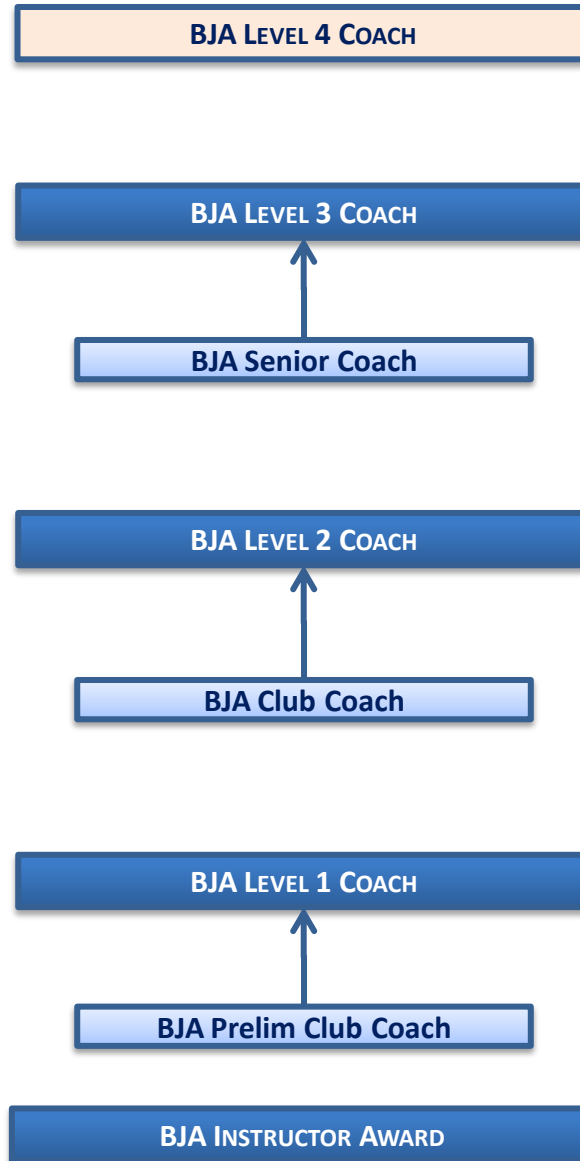 BJA LEVEL 4 COACH
BJA LEVEL 3 COACH
BJA Senior Coach
BJA LEVEL 2 COACH
BJA Club Coach
BJA LEVEL 1 COACH
BJA Prelim Club Coach
BJA INSTRUCTOR AWARD